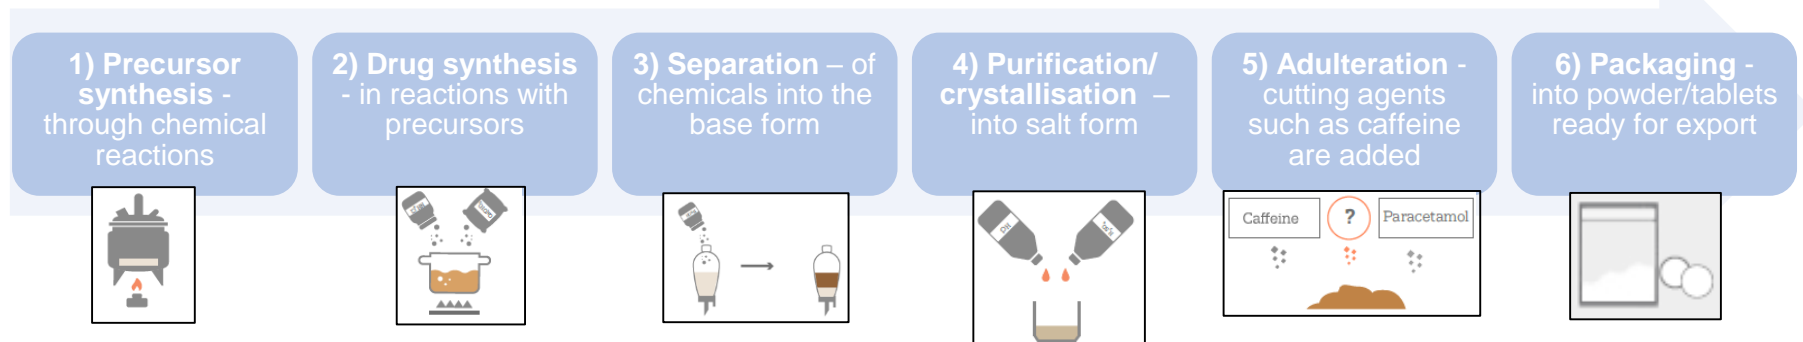 1) Precursor
synthesis -
through chemical
reactions
2) Drug synthesis
- in reactions with
precursors
3) Separation – of
chemicals into the
base form
4) Purification/
crystallisation –
into salt form
5) Adulteration -
cutting agents
such as caffeine
are added
6) Packaging -
into powder/tablets
ready for export
Caffeine
?
Paracetamol